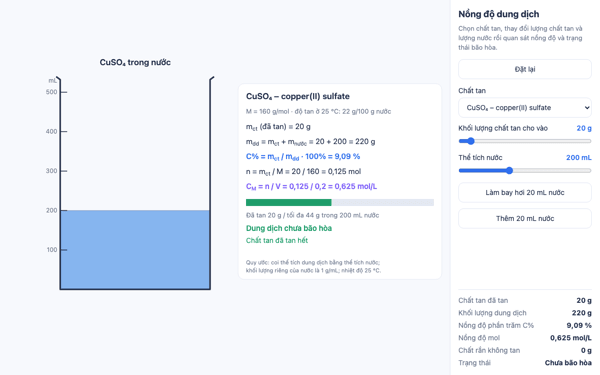 CuSO₄ trong nước
mL
500
400
300
200
100
CuSO₄ – copper(II) sulfate
M = 160 g/mol · độ tan ở 25 °C: 22 g/100 g nước
m_ct (đã tan) = 20 g
m_dd = m_ct + m_nước = 20 + 200 = 220 g
C% = m_ct / m_dd · 100% = 9,09 %
n = m_ct / M = 20 / 160 = 0,125 mol
C_M = n / V = 0,125 / 0,2 = 0,625 mol/L
Đã tan 20 g / tối đa 44 g trong 200 mL nước
Dung dịch chưa bão hòa
Chất tan đã tan hết
Quy ước: coi thể tích dung dịch bằng thể tích nước;
khối lượng riêng của nước là 1 g/mL; nhiệt độ 25 °C.
Nồng độ dung dịch
Chọn chất tan, thay đổi lượng chất tan và
lượng nước rồi quan sát nồng độ và trạng
thái bão hòa.
Đặt lại
Chất tan
CuSO₄ – copper(II) sulfate
Khối lượng chất tan cho vào 20 g
Thể tích nước 200 mL
Làm bay hơi 20 mL nước
Thêm 20 mL nước
Chất tan đã tan 20 g
Khối lượng dung dịch 220 g
Nồng độ phần trăm C% 9,09 %
Nồng độ mol 0,625 mol/L
Chất rắn không tan 0 g
Trạng thái Chưa bão hòa